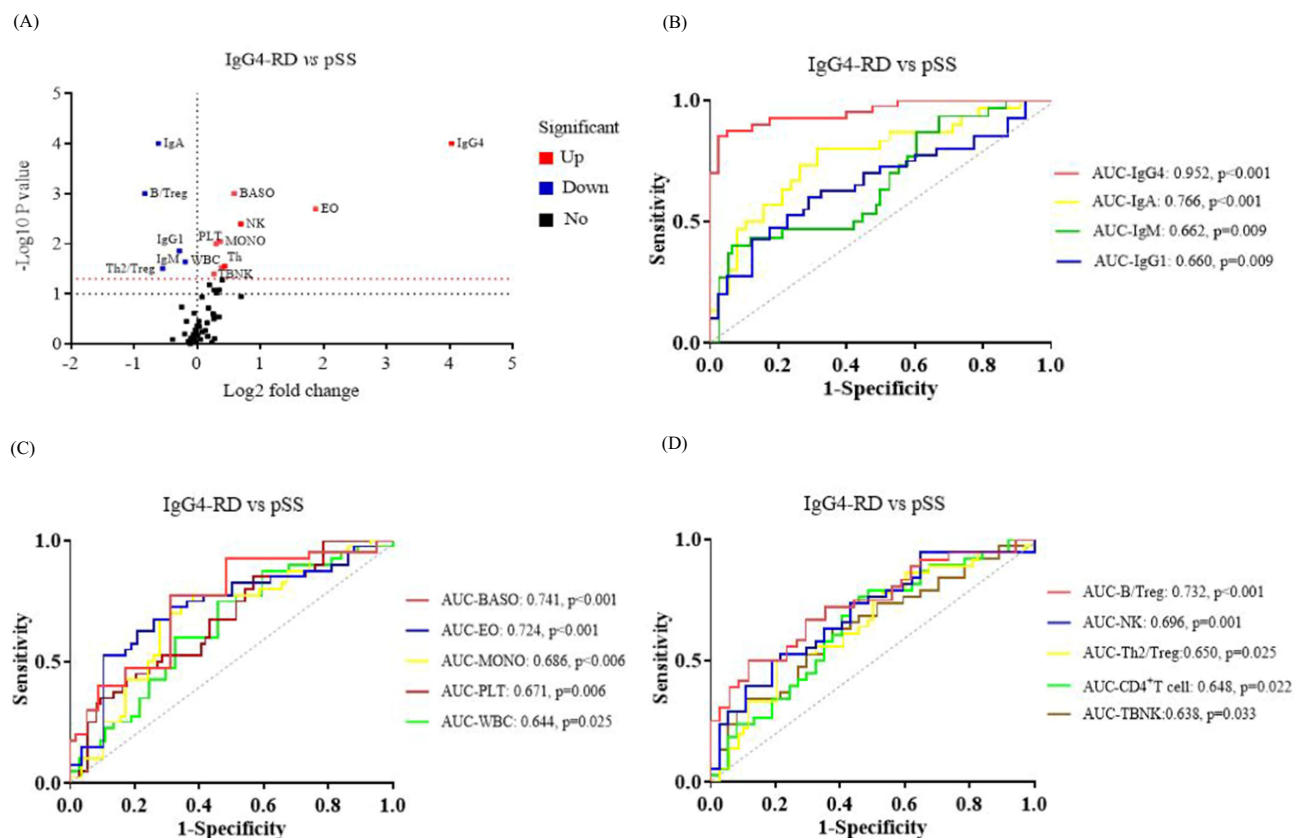 (A)
IgG4-RD vs pSS
-Log10 P value
5
4
3
2
1
0
-2
-1
0
1
2
3
4
5
Log2 fold change
IgA
IgG4
B/Treg
BASO
EO
NK
PLT
MONO
IgG1
IgM
WBC
Th
Th2/Treg
TBNK
Significant
Up
Down
No
(B)
IgG4-RD vs pSS
Sensitivity
1.0
0.5
0.0
0.0
0.2
0.4
0.6
0.8
1.0
1-Specificity
AUC-IgG4: 0.952, p<0.001
AUC-IgA: 0.766, p<0.001
AUC-IgM: 0.662, p=0.009
AUC-IgG1: 0.660, p=0.009
(C)
IgG4-RD vs pSS
Sensitivity
1.0
0.5
0.0
0.0
0.2
0.4
0.6
0.8
1.0
1-Specificity
AUC-BASO: 0.741, p<0.001
AUC-EO: 0.724, p<0.001
AUC-MONO: 0.686, p<0.006
AUC-PLT: 0.671, p=0.006
AUC-WBC: 0.644, p=0.025
(D)
IgG4-RD vs pSS
Sensitivity
1.0
0.5
0.0
0.0
0.2
0.4
0.6
0.8
1.0
1-Specificity
AUC-B/Treg: 0.732, p<0.001
AUC-NK: 0.696, p=0.001
AUC-Th2/Treg:0.650, p=0.025
AUC-CD4⁺T cell: 0.648, p=0.022
AUC-TBNK:0.638, p=0.033